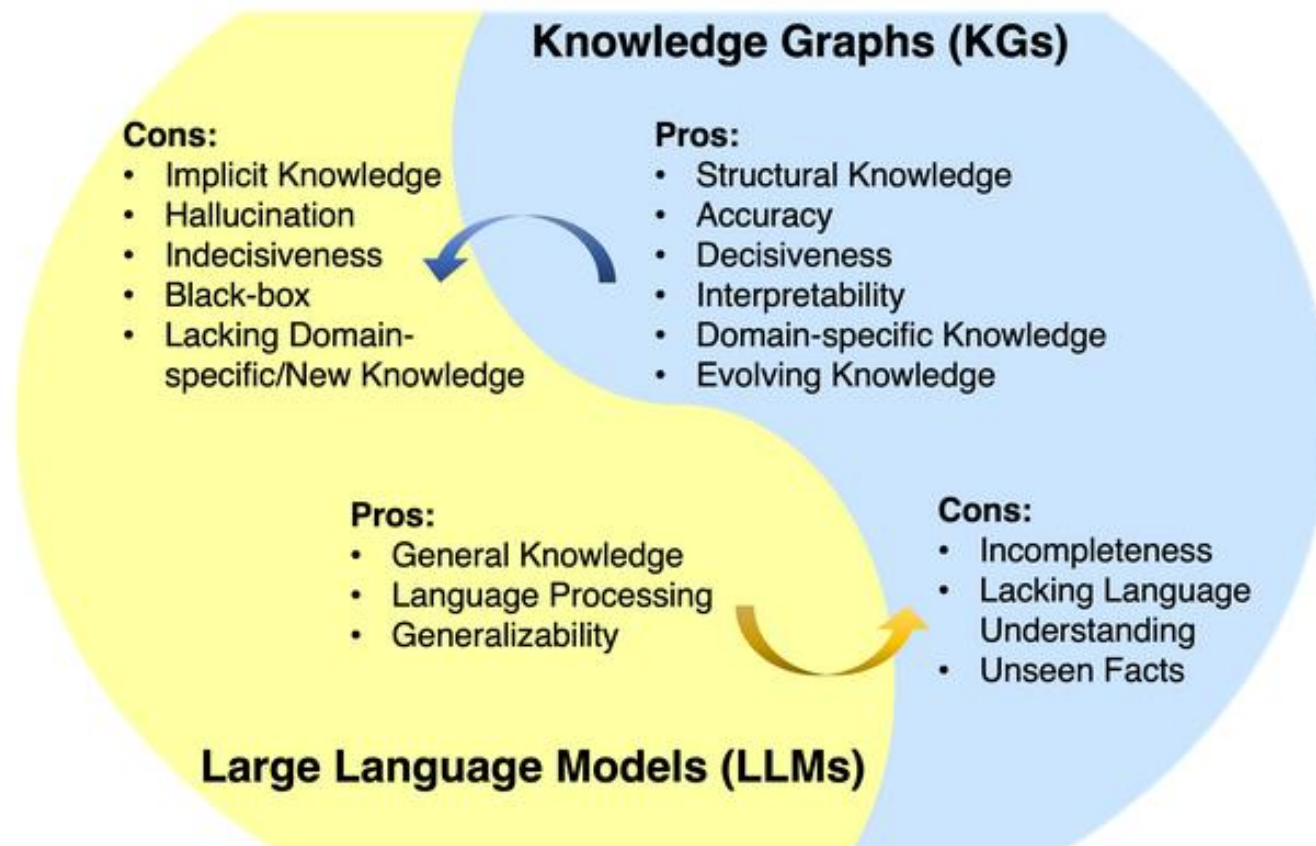 Knowledge Graphs (KGs)
Cons:
• Implicit Knowledge
• Hallucination
• Indecisiveness
• Black-box
• Lacking Domain-
specific/New Knowledge
Pros:
• Structural Knowledge
• Accuracy
• Decisiveness
• Interpretability
• Domain-specific Knowledge
• Evolving Knowledge
Pros:
• General Knowledge
• Language Processing
• Generalizability
Cons:
• Incompleteness
• Lacking Language
Understanding
• Unseen Facts
Large Language Models (LLMs)